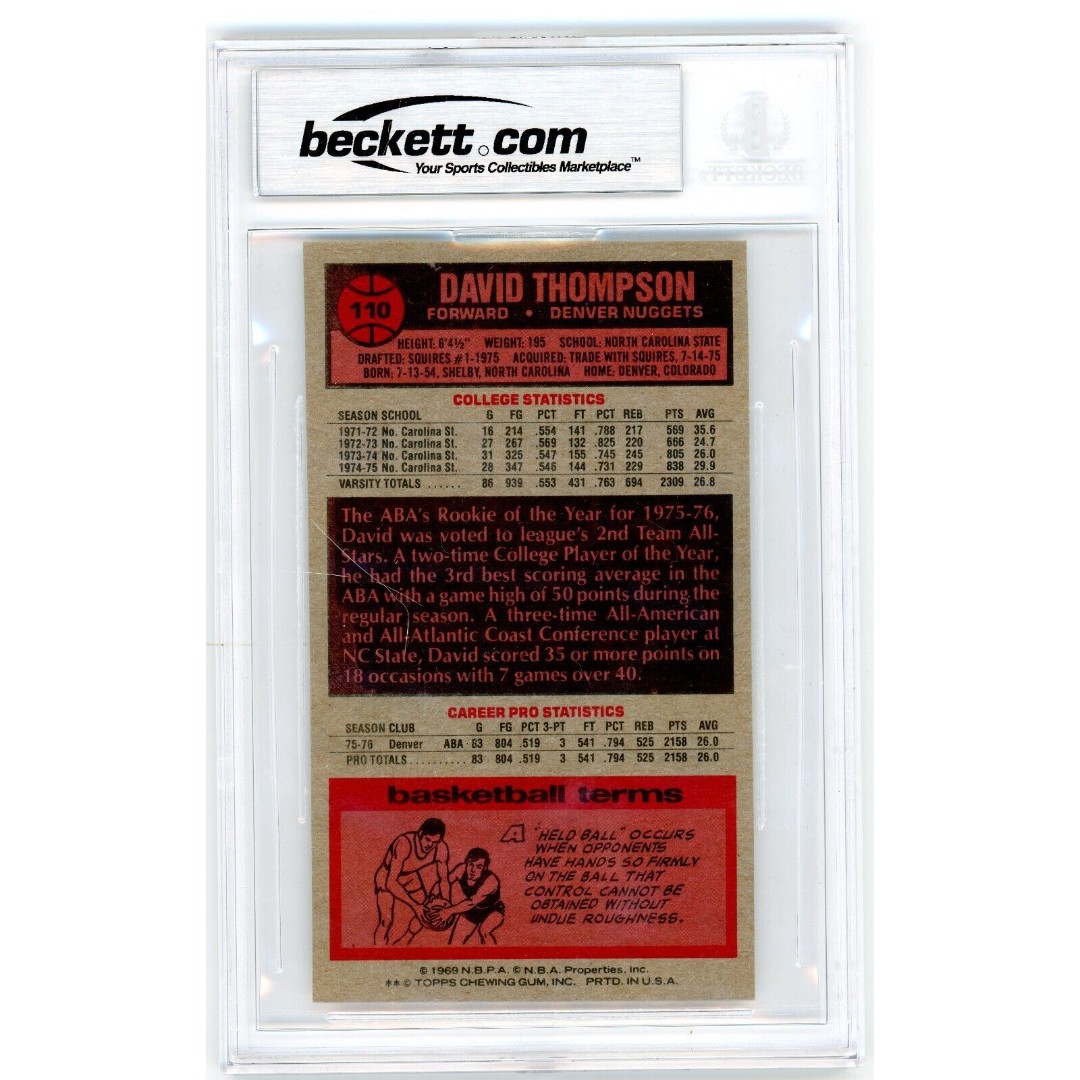 beckett.com
Your Sports Collectibles Marketplace™
BECKETT
110
DAVID THOMPSON
FORWARD • DENVER NUGGETS
HEIGHT: 6'4½" WEIGHT: 195 SCHOOL: NORTH CAROLINA STATE
DRAFTED: SQUIRES #1-1975 ACQUIRED: TRADE WITH SQUIRES, 7-14-75
BORN: 7-13-54, SHELBY, NORTH CAROLINA HOME: DENVER, COLORADO
COLLEGE STATISTICS
SEASON SCHOOL G FG PCT FT PCT REB PTS AVG
1971-72 No. Carolina St. 16 214 .554 141 .788 217 569 35.6
1972-73 No. Carolina St. 27 267 .569 132 .825 220 666 24.7
1973-74 No. Carolina St. 31 325 .547 155 .745 245 805 26.0
1974-75 No. Carolina St. 28 347 .546 144 .731 229 838 29.9
VARSITY TOTALS ...... 86 939 .553 431 .763 694 2309 26.8
The ABA's Rookie of the Year for 1975-76,
David was voted to league's 2nd Team All-
Stars. A two-time College Player of the Year,
he had the 3rd best scoring average in the
ABA with a game high of 50 points during the
regular season. A three-time All-American
and All-Atlantic Coast Conference player at
NC State, David scored 35 or more points on
18 occasions with 7 games over 40.
CAREER PRO STATISTICS
SEASON CLUB G FG PCT 3-PT FT PCT REB PTS AVG
75-76 Denver ABA 83 804 .519 3 541 .794 525 2158 26.0
PRO TOTALS.......... 83 804 .519 3 541 .794 525 2158 26.0
basketball terms
A "HELD BALL" OCCURS
WHEN OPPONENTS
HAVE HANDS SO FIRMLY
ON THE BALL THAT
CONTROL CANNOT BE
OBTAINED WITHOUT
UNDUE ROUGHNESS.
© 1969 N.B.P.A. © N.B.A. Properties, Inc.
** © TOPPS CHEWING GUM, INC. PRTD. IN U.S.A.